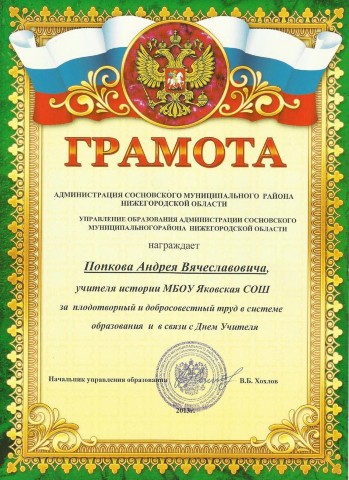 ГРАМОТА
АДМИНИСТРАЦИЯ СОСНОВСКОГО МУНИЦИПАЛЬНОГО РАЙОНА
НИЖЕГОРОДСКОЙ ОБЛАСТИ
УПРАВЛЕНИЕ ОБРАЗОВАНИЯ АДМИНИСТРАЦИИ СОСНОВСКОГО
МУНИЦИПАЛЬНОГОРАЙОНА НИЖЕГОРОДСКОЙ ОБЛАСТИ
награждает
Попкова Андрея Вячеславовича,
учителя истории МБОУ Яковская СОШ
за плодотворный и добросовестный труд в системе
образования и в связи с Днем Учителя
Начальник управления образования В.Б. Хохлов
2013г.